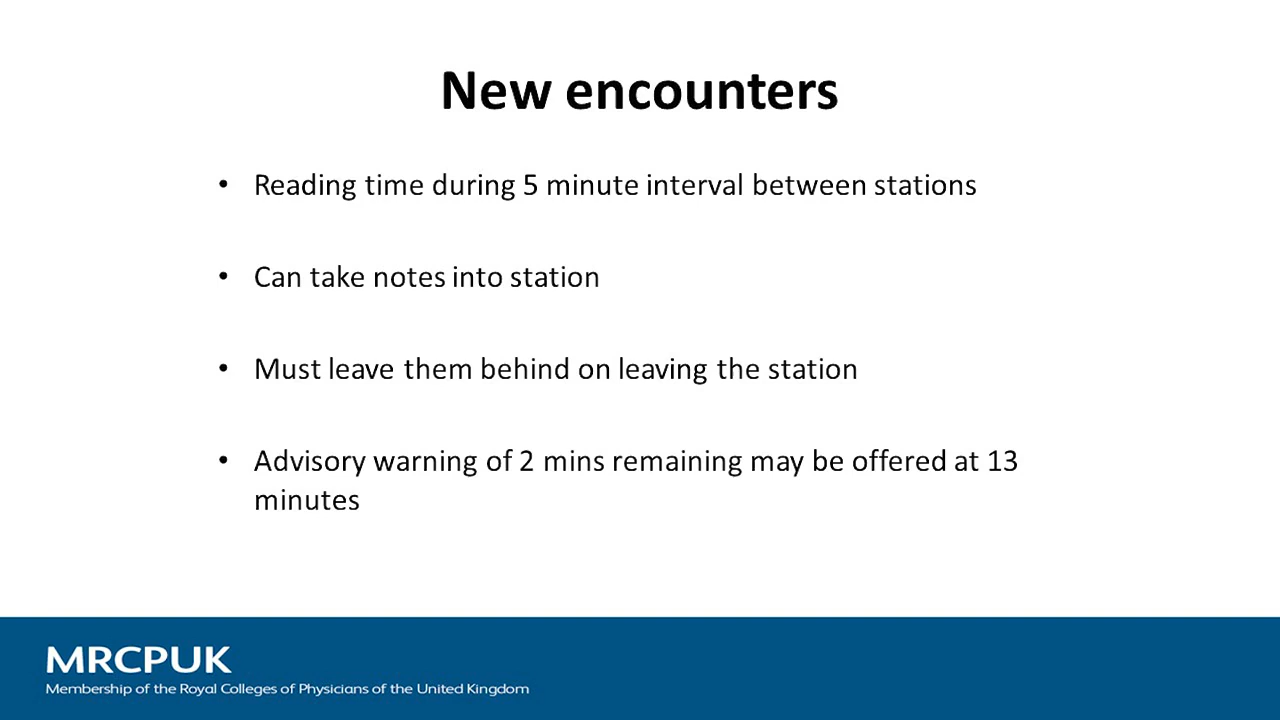 New encounters
• Reading time during 5 minute interval between stations
• Can take notes into station
• Must leave them behind on leaving the station
• Advisory warning of 2 mins remaining may be offered at 13
minutes
MRCPUK
Membership of the Royal Colleges of Physicians of the United Kingdom